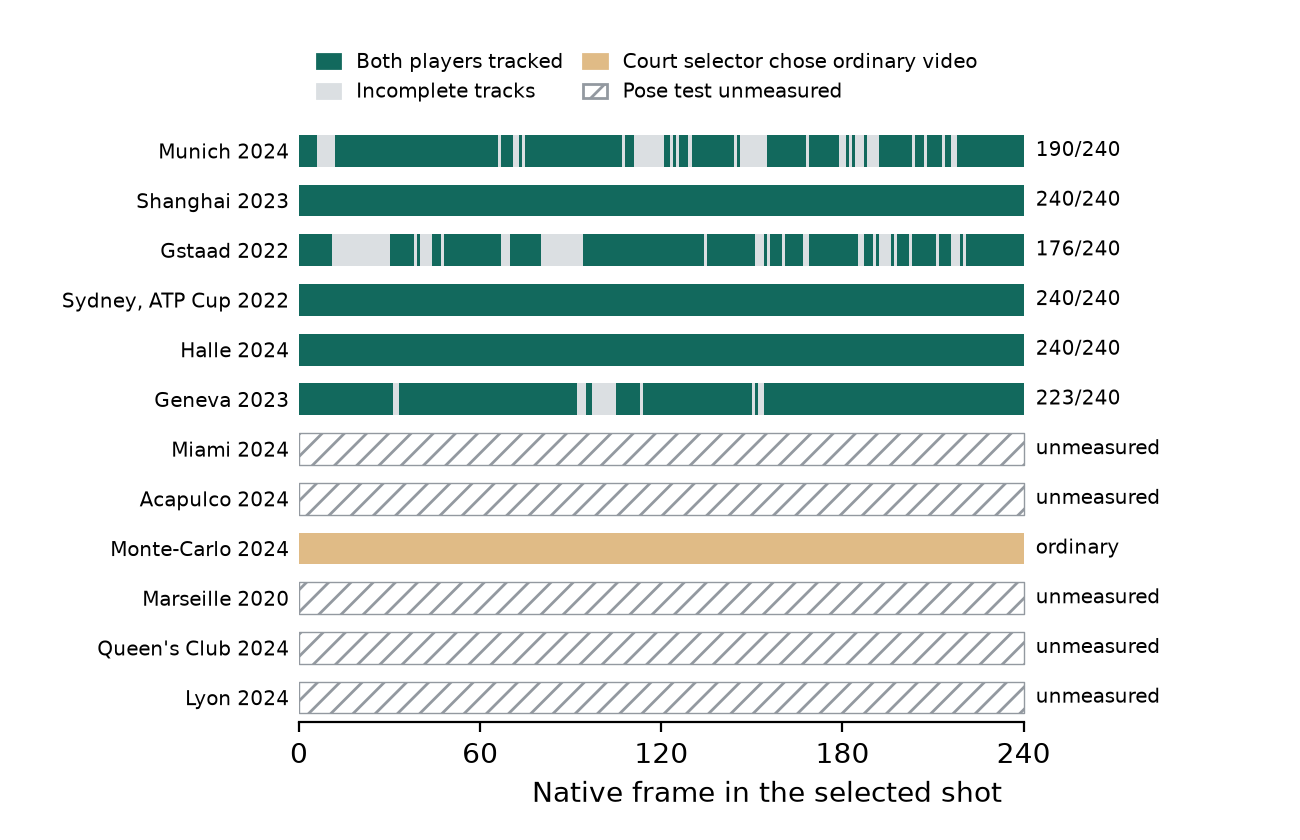 Both players tracked
Incomplete tracks
Court selector chose ordinary video
Pose test unmeasured
Munich 2024 190/240
Shanghai 2023 240/240
Gstaad 2022 176/240
Sydney, ATP Cup 2022 240/240
Halle 2024 240/240
Geneva 2023 223/240
Miami 2024 unmeasured
Acapulco 2024 unmeasured
Monte-Carlo 2024 ordinary
Marseille 2020 unmeasured
Queen's Club 2024 unmeasured
Lyon 2024 unmeasured
0 60 120 180 240
Native frame in the selected shot